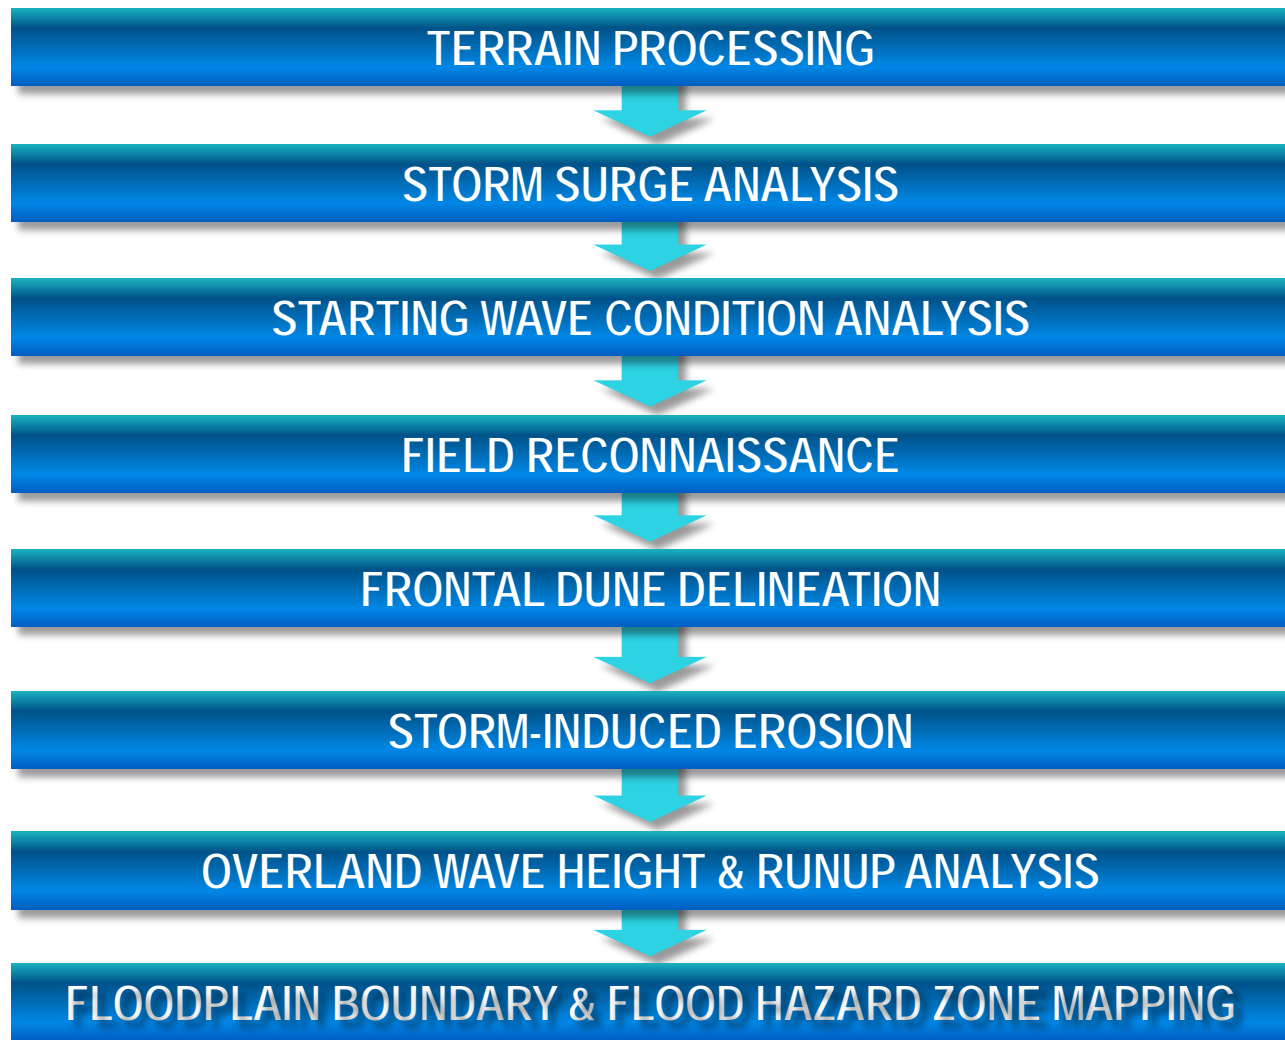 TERRAIN PROCESSING
STORM SURGE ANALYSIS
STARTING WAVE CONDITION ANALYSIS
FIELD RECONNAISSANCE
FRONTAL DUNE DELINEATION
STORM-INDUCED EROSION
OVERLAND WAVE HEIGHT & RUNUP ANALYSIS
FLOODPLAIN BOUNDARY & FLOOD HAZARD ZONE MAPPING